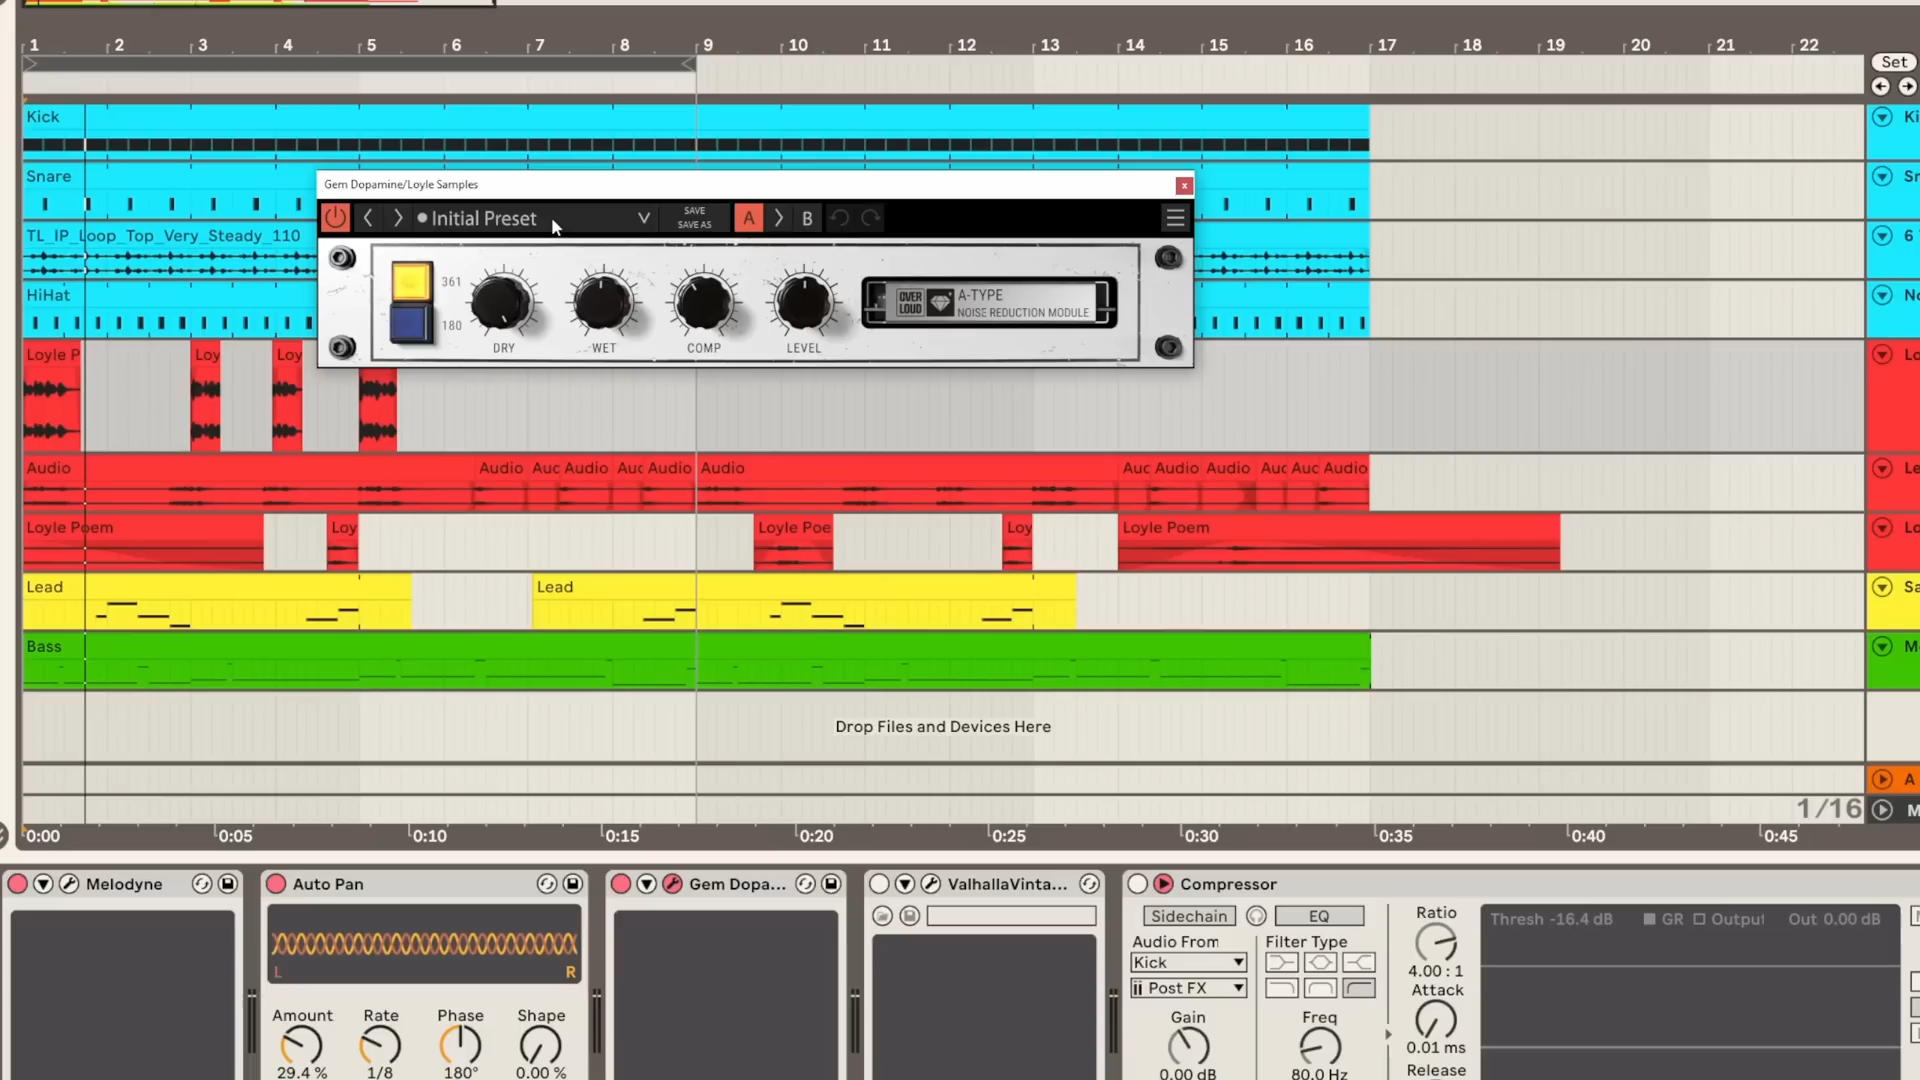 1 2 3 4 5 6 7 8 9 10 11 12 13 14 15 16 17 18 19 20 21 22
Set
Kick
Snare
Gem Dopamine/Loyle Samples
x
Initial Preset
SAVE
SAVE AS
A
B
TL_IP_Loop_Top_Very_Steady_110
6
HiHat
361
180
DRY WET COMP LEVEL
OVER
LOUD
A-TYPE
NOISE REDUCTION MODULE
Loyle P Loy Loy
Audio Audio Auc Audio Auc Audio Audio Auc Audio Audio Auc Auc Audio
Loyle Poem Loy Loyle Poe Loy Loyle Poem
Lead Lead
Bass
Drop Files and Devices Here
A
1/16
M
0:00 0:05 0:10 0:15 0:20 0:25 0:30 0:35 0:40 0:45
Melodyne
Auto Pan
Gem Dopa...
ValhallaVinta...
Compressor
L R
Amount Rate Phase Shape
29.4 % 1/8 180° 0.00 %
Sidechain EQ
Audio From Filter Type
Kick
Post FX
Gain Freq
0.00 dB 80.0 Hz
Ratio
4.00 : 1
Attack
0.01 ms
Release
Thresh -16.4 dB GR Output Out 0.00 dB